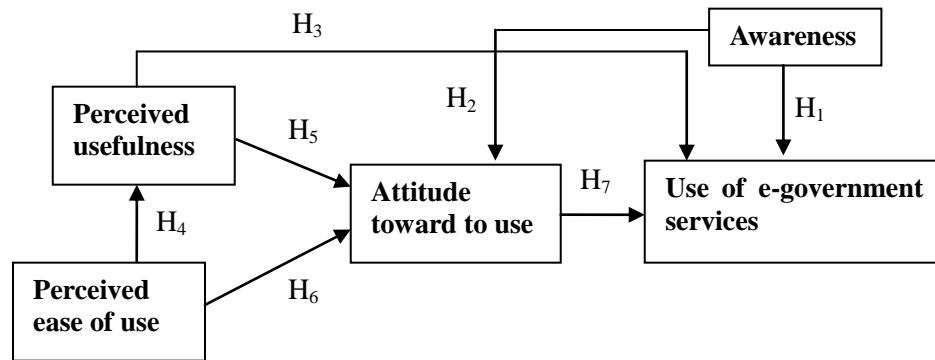 H₃
Awareness
Perceived
usefulness
H₂
H₁
H₅
Attitude
toward to use
H₇
Use of e-government
services
H₄
Perceived
ease of use
H₆